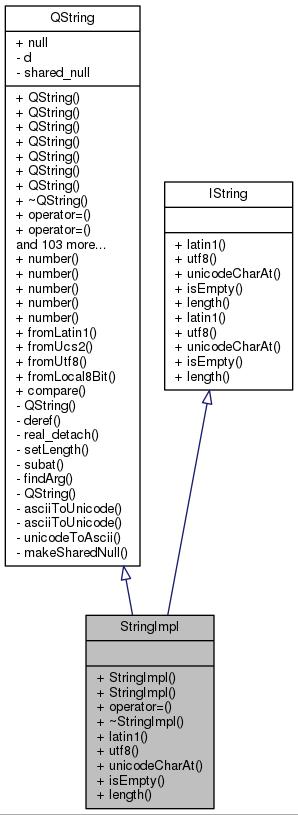 QString
+ null
- d
- shared_null
+ QString()
+ QString()
+ QString()
+ QString()
+ QString()
+ QString()
+ QString()
+ ~QString()
+ operator=()
+ operator=()
and 103 more...
+ number()
+ number()
+ number()
+ number()
+ number()
+ fromLatin1()
+ fromUcs2()
+ fromUtf8()
+ fromLocal8Bit()
+ compare()
- QString()
- deref()
- real_detach()
- setLength()
- subat()
- findArg()
- QString()
- asciiToUnicode()
- asciiToUnicode()
- unicodeToAscii()
- makeSharedNull()
IString
+ latin1()
+ utf8()
+ unicodeCharAt()
+ isEmpty()
+ length()
+ latin1()
+ utf8()
+ unicodeCharAt()
+ isEmpty()
+ length()
StringImpl
+ StringImpl()
+ StringImpl()
+ operator=()
+ ~StringImpl()
+ latin1()
+ utf8()
+ unicodeCharAt()
+ isEmpty()
+ length()